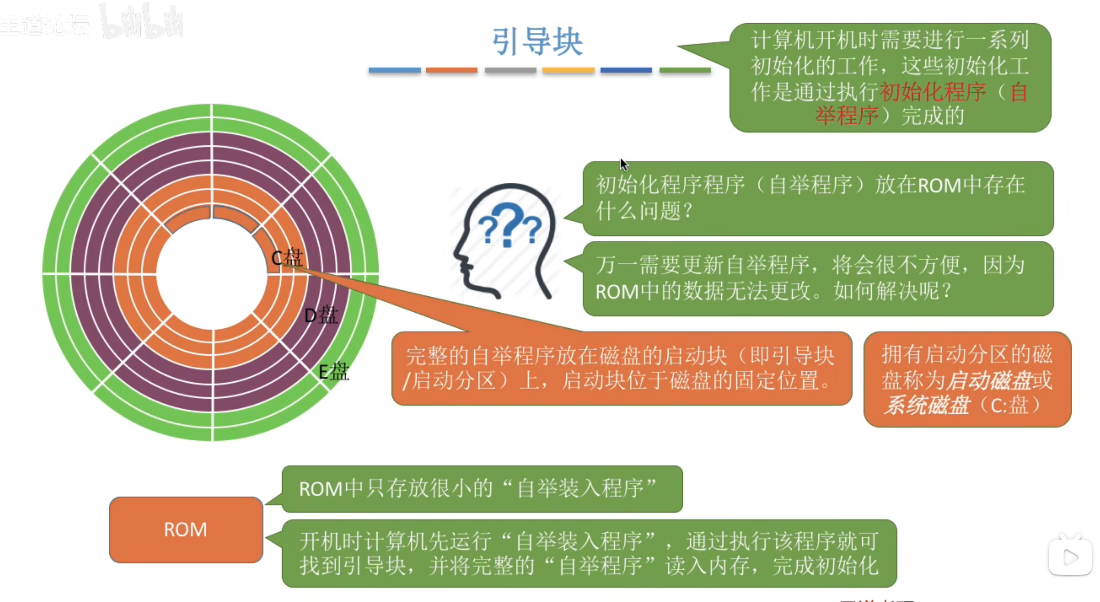 bilibili
引导块
计算机开机时需要进行一系列
初始化的工作，这些初始化工
作是通过执行初始化程序（自
举程序）完成的
初始化程序程序（自举程序）放在ROM中存在
什么问题？
???
万一需要更新自举程序，将会很不方便，因为
ROM中的数据无法更改。如何解决呢？
C盘
D盘
E盘
完整的自举程序放在磁盘的启动块（即引导块
/启动分区）上，启动块位于磁盘的固定位置。
拥有启动分区的磁
盘称为启动磁盘或
系统磁盘（C:盘）
ROM
ROM中只存放很小的“自举装入程序”
开机时计算机先运行“自举装入程序”，通过执行该程序就可
找到引导块，并将完整的“自举程序”读入内存，完成初始化